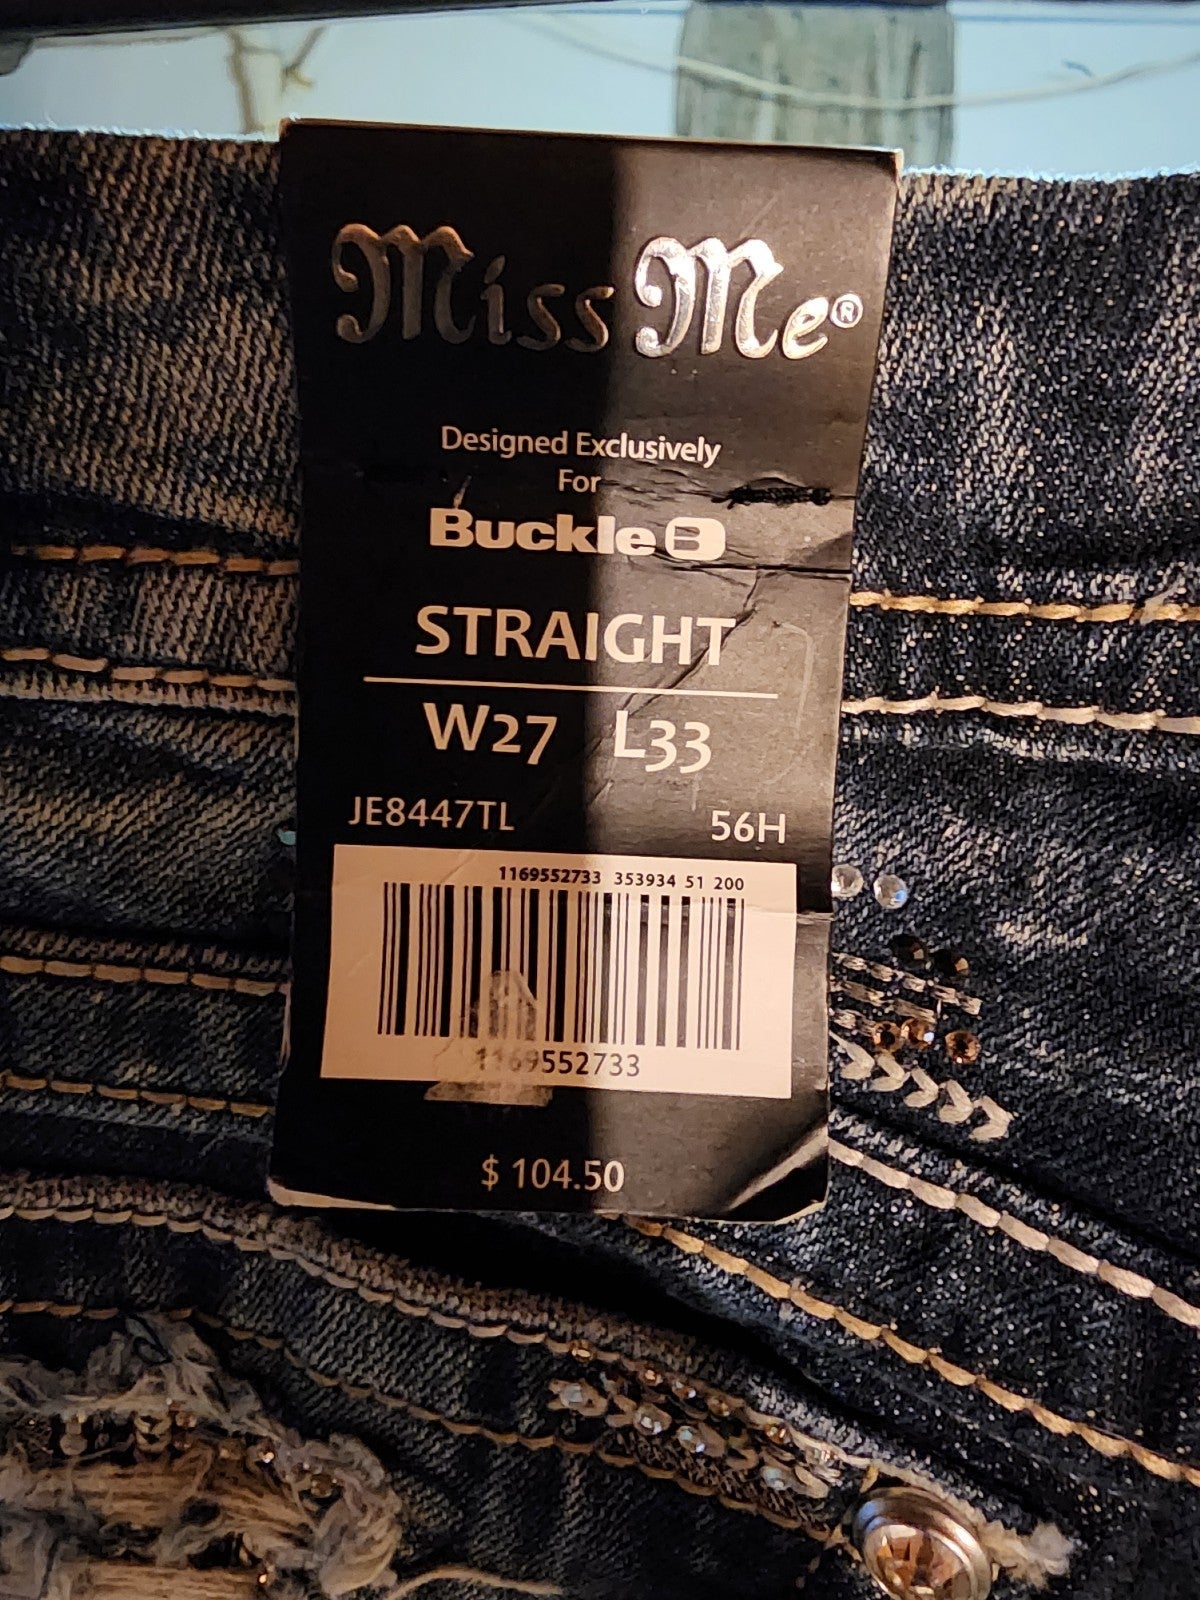 Miss Me®
Designed Exclusively
For
Buckle B
STRAIGHT
W27 L33
JE8447TL 56H
1169552733 353934 51 200
1169552733
$ 104.50